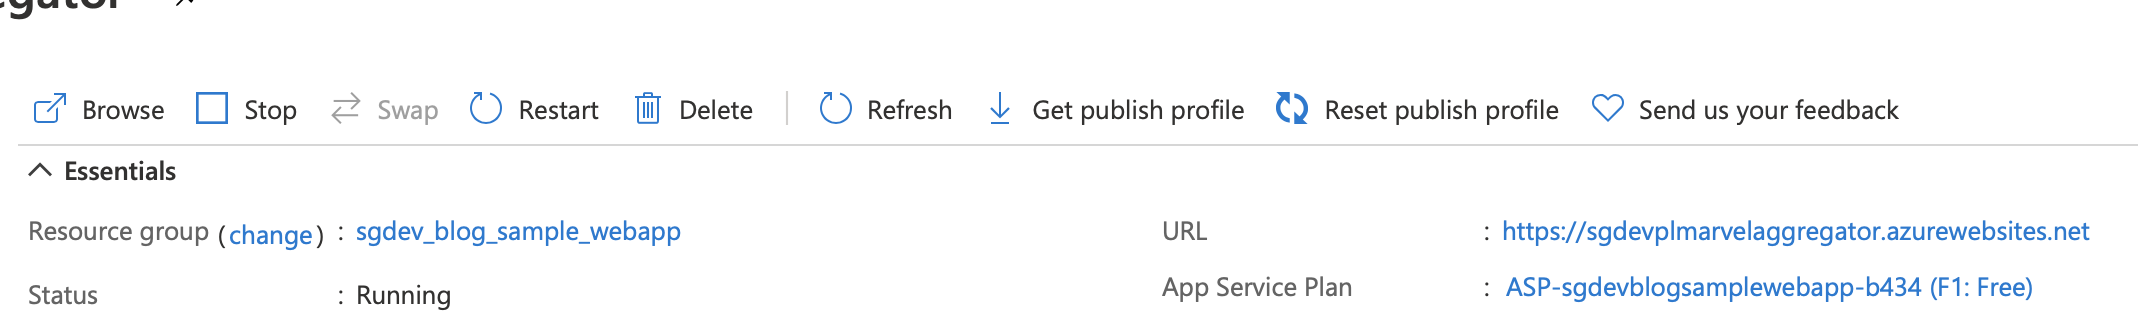 Browse Stop Swap Restart Delete Refresh Get publish profile Reset publish profile Send us your feedback
Essentials
Resource group (change) : sgdev_blog_sample_webapp
URL : https://sgdevplmarvelaggregator.azurewebsites.net
Status : Running
App Service Plan : ASP-sgdevblogsamplewebapp-b434 (F1: Free)